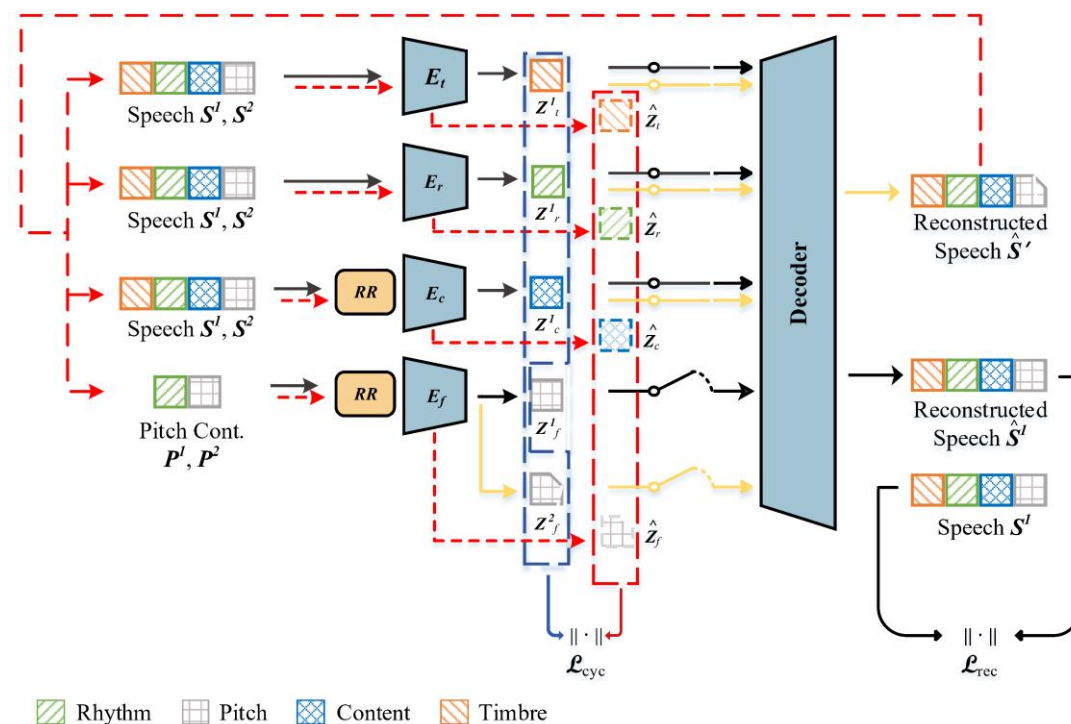 Speech S¹, S²
E_t
Z¹_t
Ẑ_t
Speech S¹, S²
E_r
Z¹_r
Ẑ_r
Reconstructed
Speech Ŝ′
Speech S¹, S²
RR
E_c
Z¹_c
Ẑ_c
Decoder
Pitch Cont.
P¹, P²
RR
E_f
Z¹_f
Reconstructed
Speech Ŝ¹
Z²_f
Ẑ_f
Speech S¹
|| · ||
ℒcyc
|| · ||
ℒrec
Rhythm Pitch Content Timbre